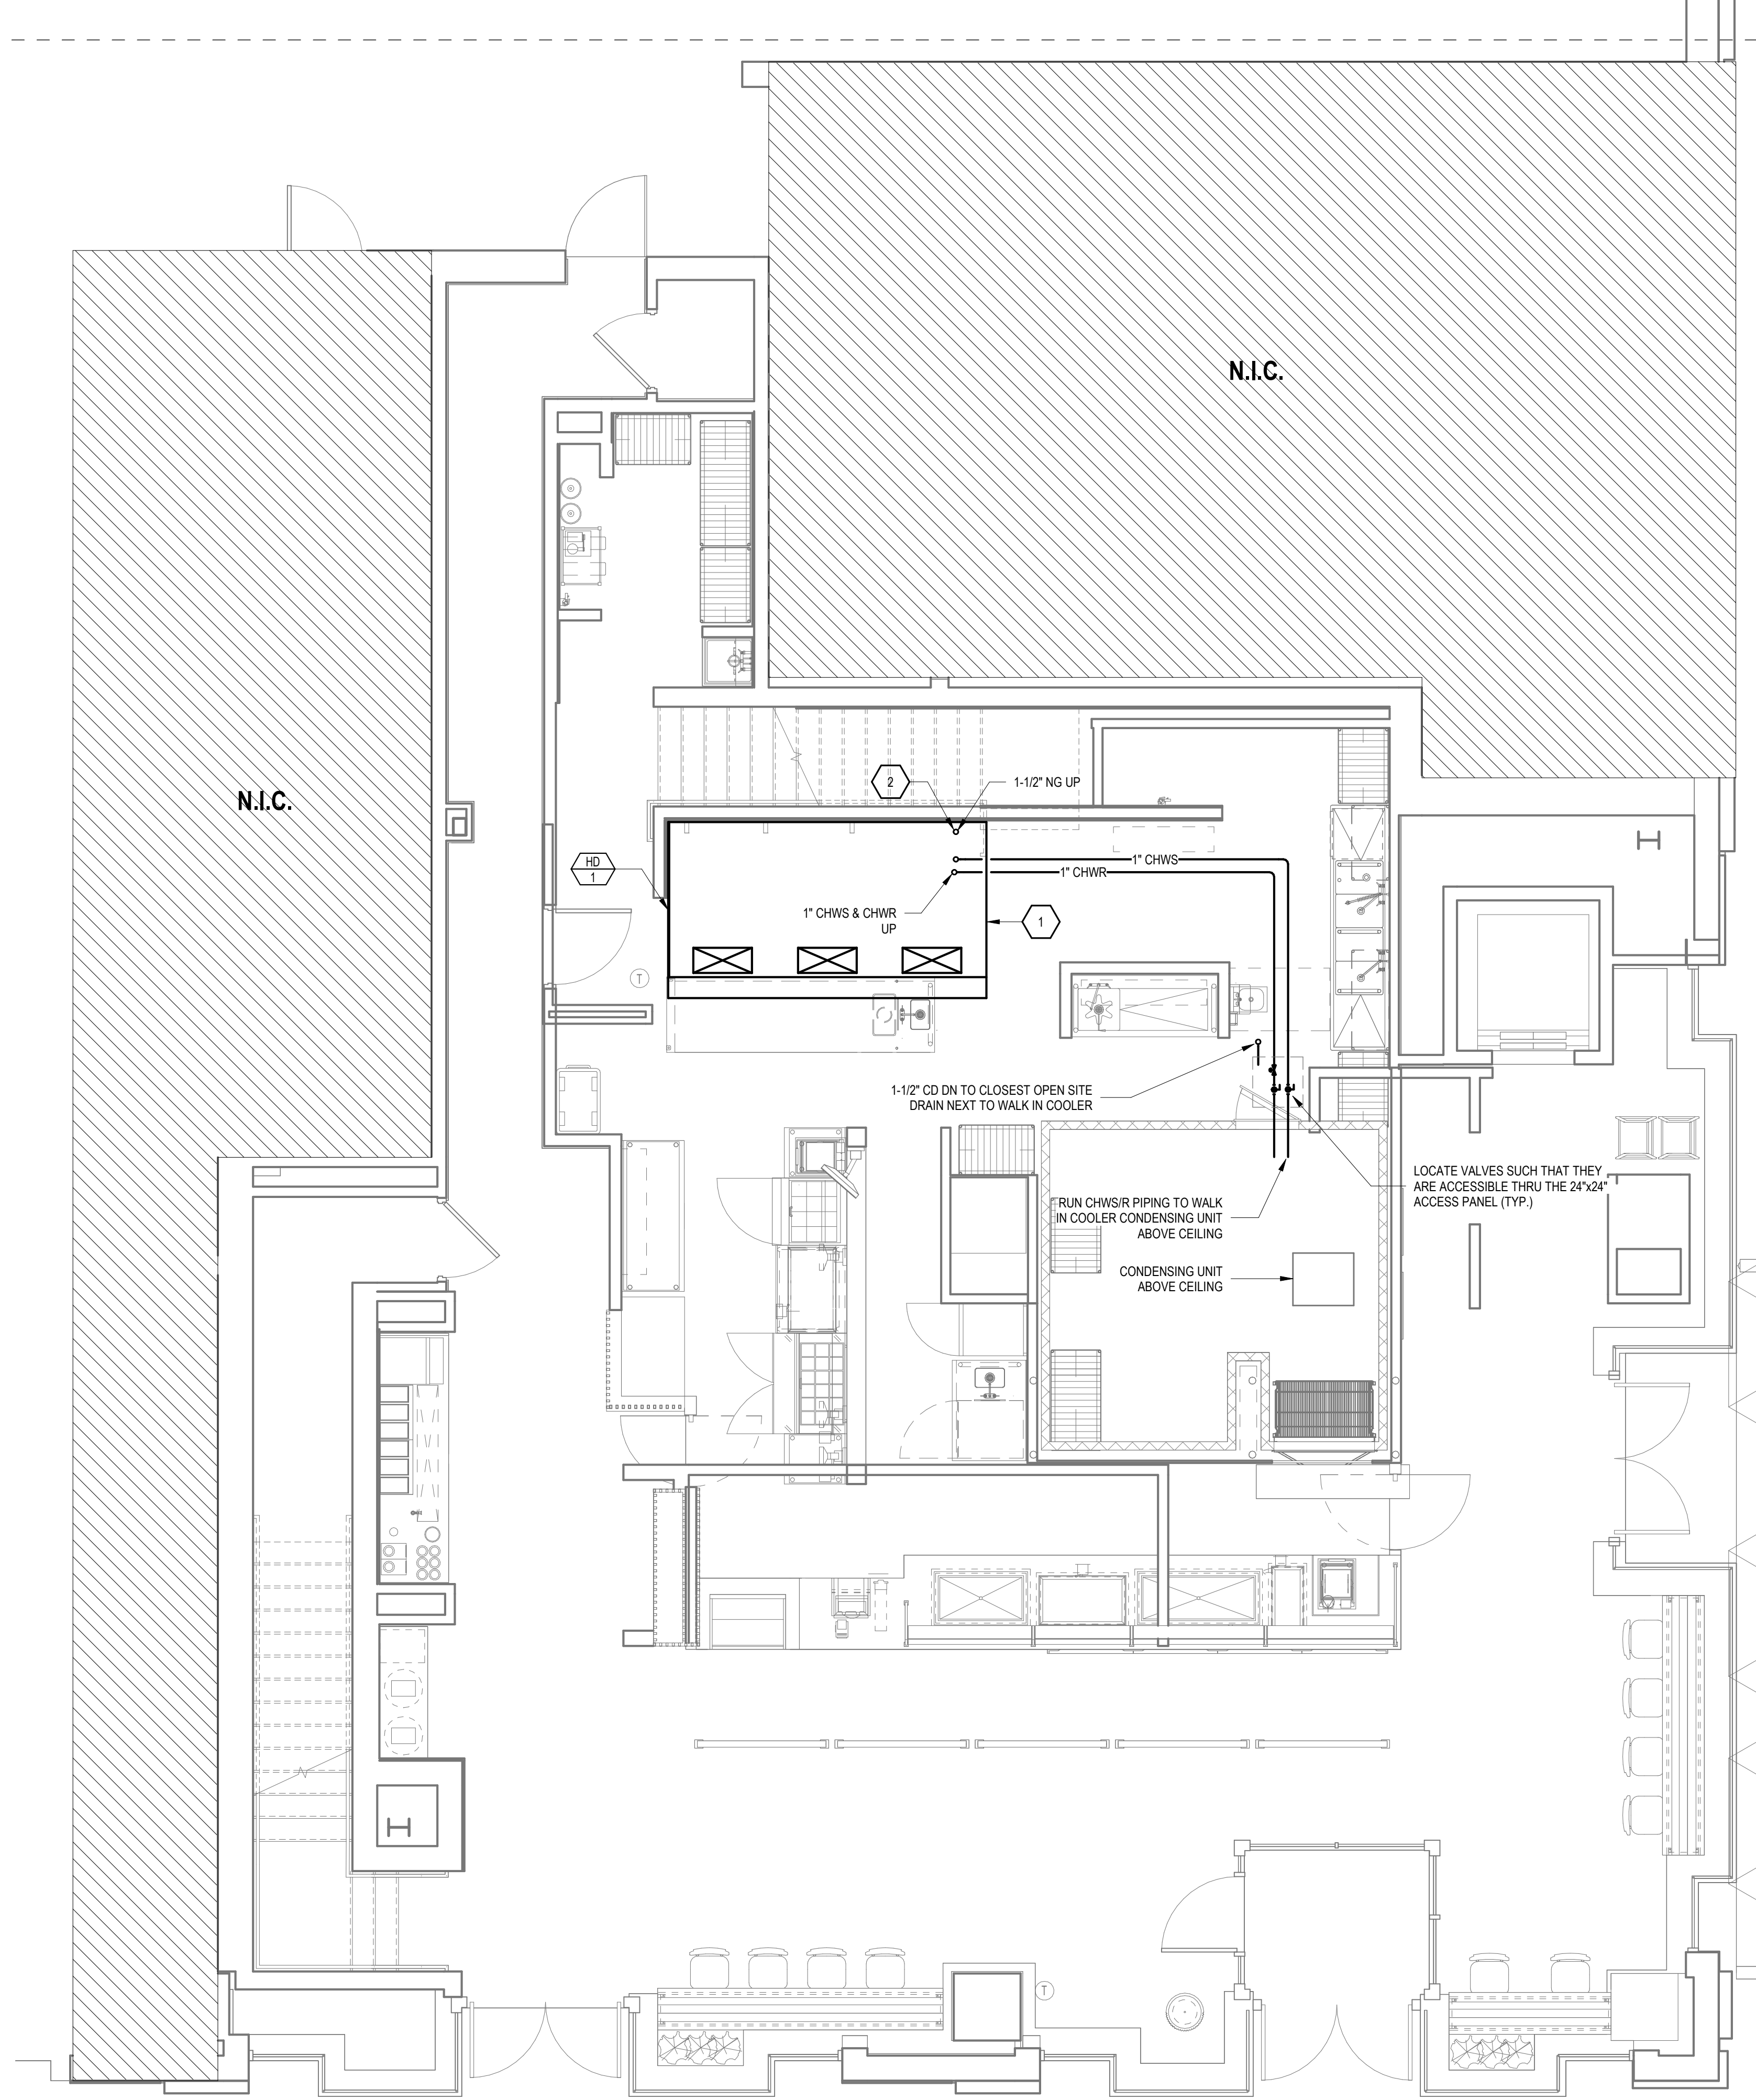 N.I.C.
N.I.C.
2
1-1/2" NG UP
HD
1
1" CHWS
1" CHWR
1" CHWS & CHWR
UP
1
T
1-1/2" CD DN TO CLOSEST OPEN SITE
DRAIN NEXT TO WALK IN COOLER
LOCATE VALVES SUCH THAT THEY
ARE ACCESSIBLE THRU THE 24"x24"
ACCESS PANEL (TYP.)
RUN CHWS/R PIPING TO WALK
IN COOLER CONDENSING UNIT
ABOVE CEILING
CONDENSING UNIT
ABOVE CEILING
T